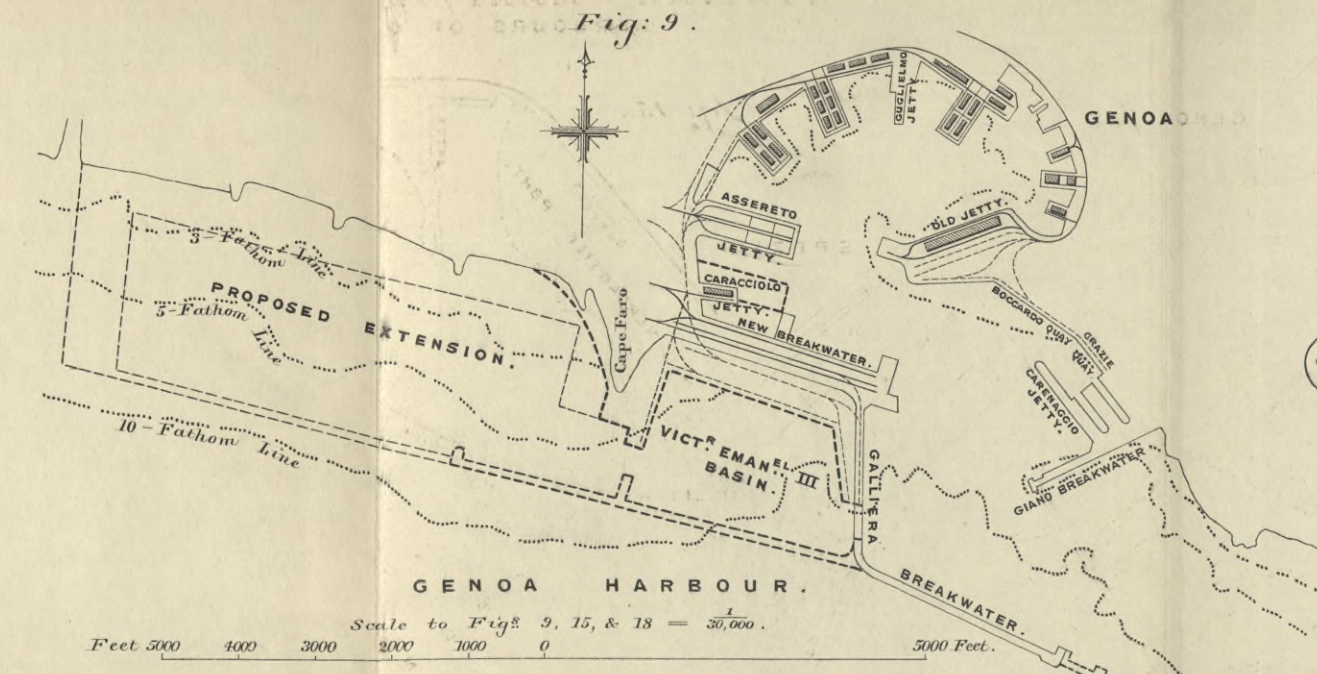 Fig: 9.
GENOA
GUGLIELMO
JETTY
ASSERETO
JETTY.
OLD JETTY.
CARACCIOLO
JETTY.
NEW BREAKWATER.
BOCCARDO QUAY
GRAZIE
QUAY
CARENAGGIO
JETTY.
GIANO BREAKWATER
Cape Faro
3-Fathom Line
PROPOSED EXTENSION.
5-Fathom Line
10-Fathom Line
VICTR. EMANEL. III
BASIN.
GALLIERA
BREAKWATER.
GENOA HARBOUR.
Scale to Figs. 9, 15, & 18 = 1/30,000.
Feet 5000 4000 3000 2000 1000 0 5000 Feet.